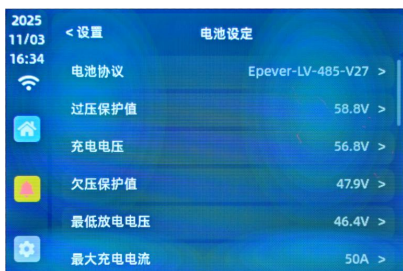 2025
11/03
16:34
< 设置
电池设定
电池协议 Epever-LV-485-V27 >
过压保护值 58.8V >
充电电压 56.8V >
欠压保护值 47.9V >
最低放电电压 46.4V >
最大充电电流 50A >